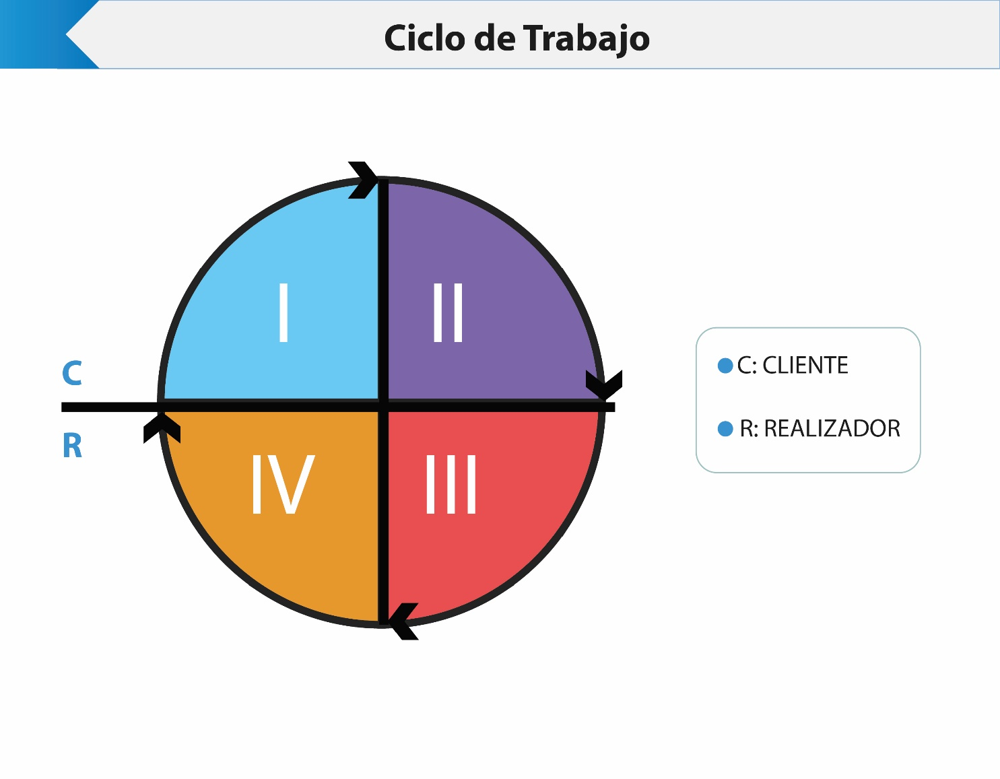 Ciclo de Trabajo
I
II
C
R
IV
III
C: CLIENTE
R: REALIZADOR